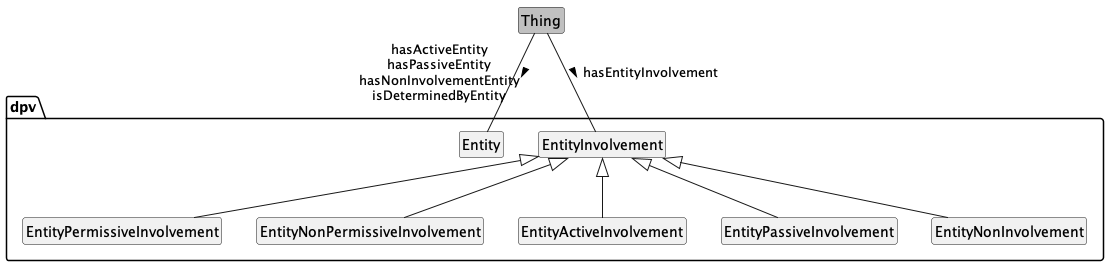 Thing
hasActiveEntity
hasPassiveEntity
hasNonInvolvementEntity
isDeterminedByEntity
hasEntityInvolvement
dpv
Entity
EntityInvolvement
EntityPermissiveInvolvement
EntityNonPermissiveInvolvement
EntityActiveInvolvement
EntityPassiveInvolvement
EntityNonInvolvement